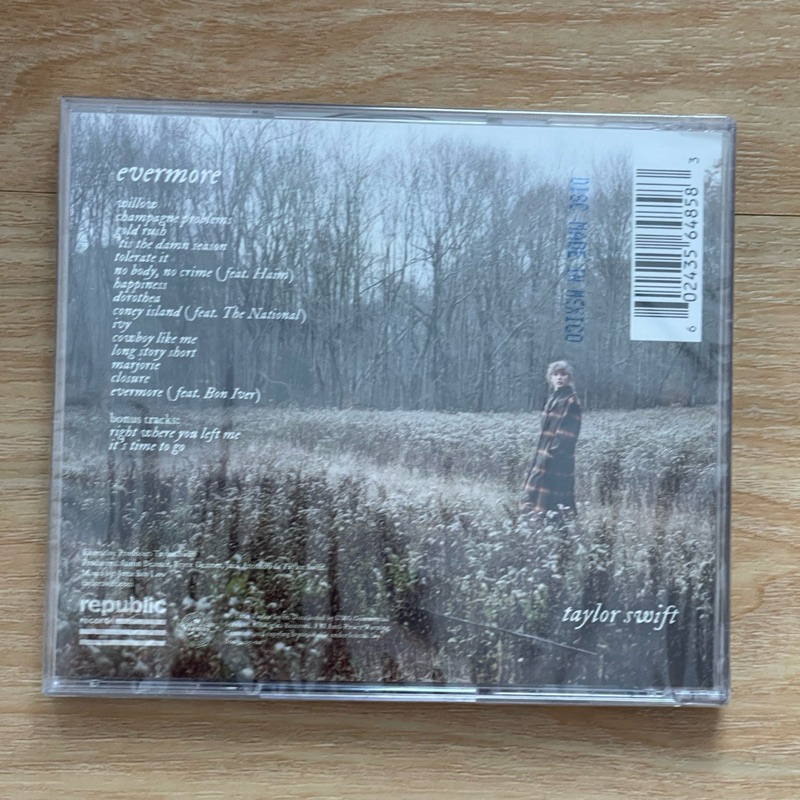 evermore
willow
champagne problems
gold rush
'tis the damn season
tolerate it
no body, no crime (feat. Haim)
happiness
dorothea
coney island (feat. The National)
ivy
cowboy like me
long story short
marjorie
closure
evermore (feat. Bon Iver)
bonus tracks:
right where you left me
it's time to go
DISC MADE IN MEXICO
6 02435 64858 3
republic
records
taylor swift